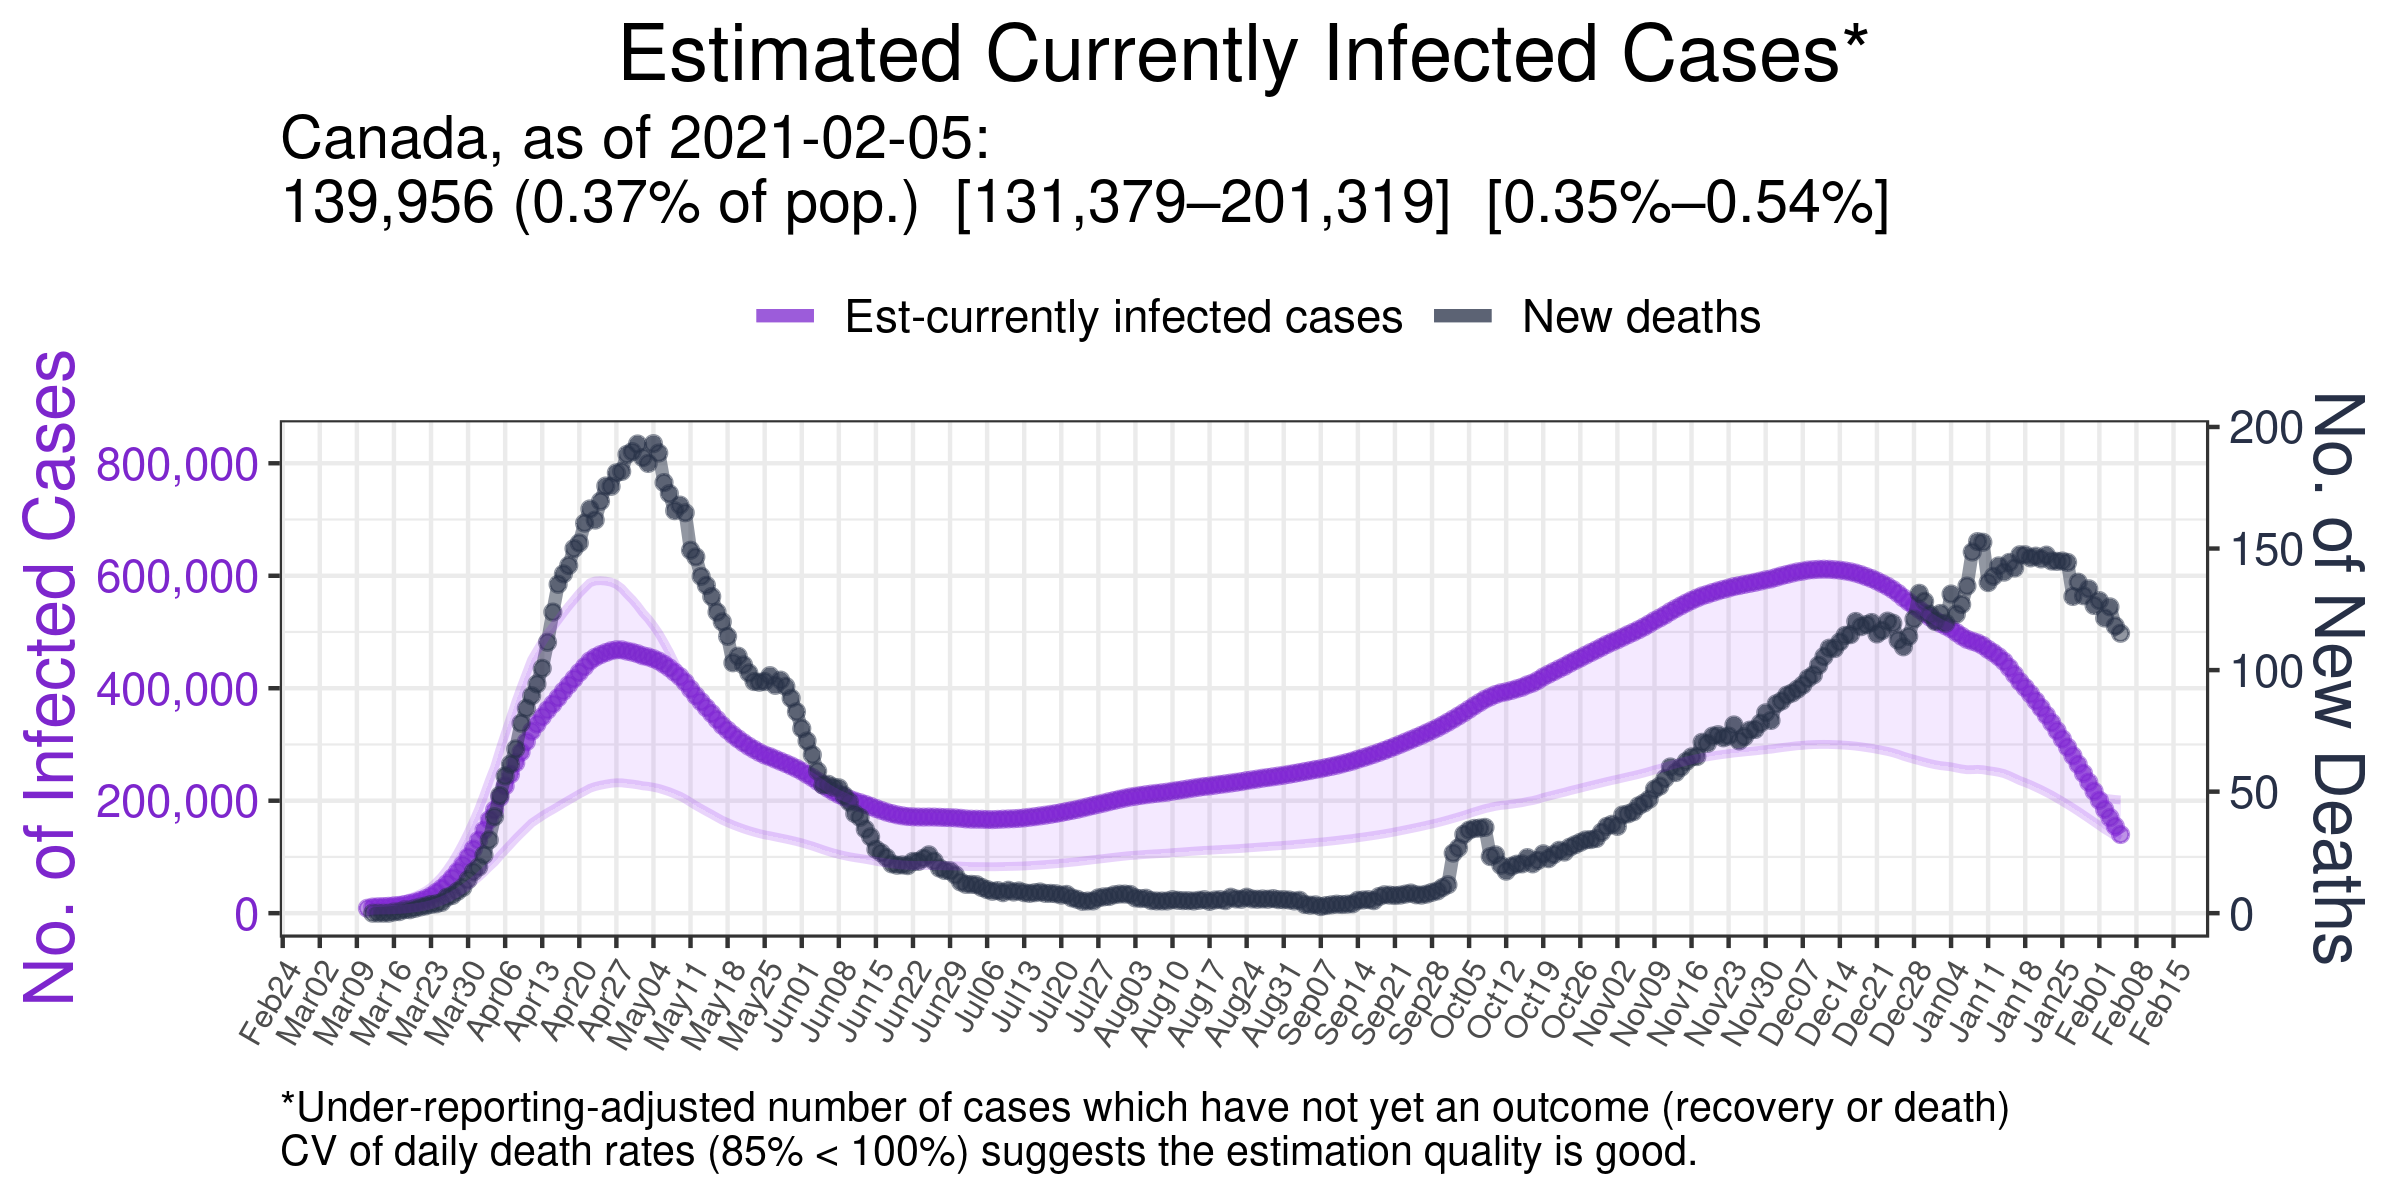 Estimated Currently Infected Cases*
Canada, as of 2021-02-05:
139,956 (0.37% of pop.) [131,379–201,319] [0.35%–0.54%]
Est-currently infected cases
New deaths
No. of Infected Cases
800,000
600,000
400,000
200,000
0
No. of New Deaths
200
150
100
50
0
Feb24
Mar02
Mar09
Mar16
Mar23
Mar30
Apr06
Apr13
Apr20
Apr27
May04
May11
May18
May25
Jun01
Jun08
Jun15
Jun22
Jun29
Jul06
Jul13
Jul20
Jul27
Aug03
Aug10
Aug17
Aug24
Aug31
Sep07
Sep14
Sep21
Sep28
Oct05
Oct12
Oct19
Oct26
Nov02
Nov09
Nov16
Nov23
Nov30
Dec07
Dec14
Dec21
Dec28
Jan04
Jan11
Jan18
Jan25
Feb01
Feb08
Feb15
*Under-reporting-adjusted number of cases which have not yet an outcome (recovery or death)
CV of daily death rates (85% < 100%) suggests the estimation quality is good.